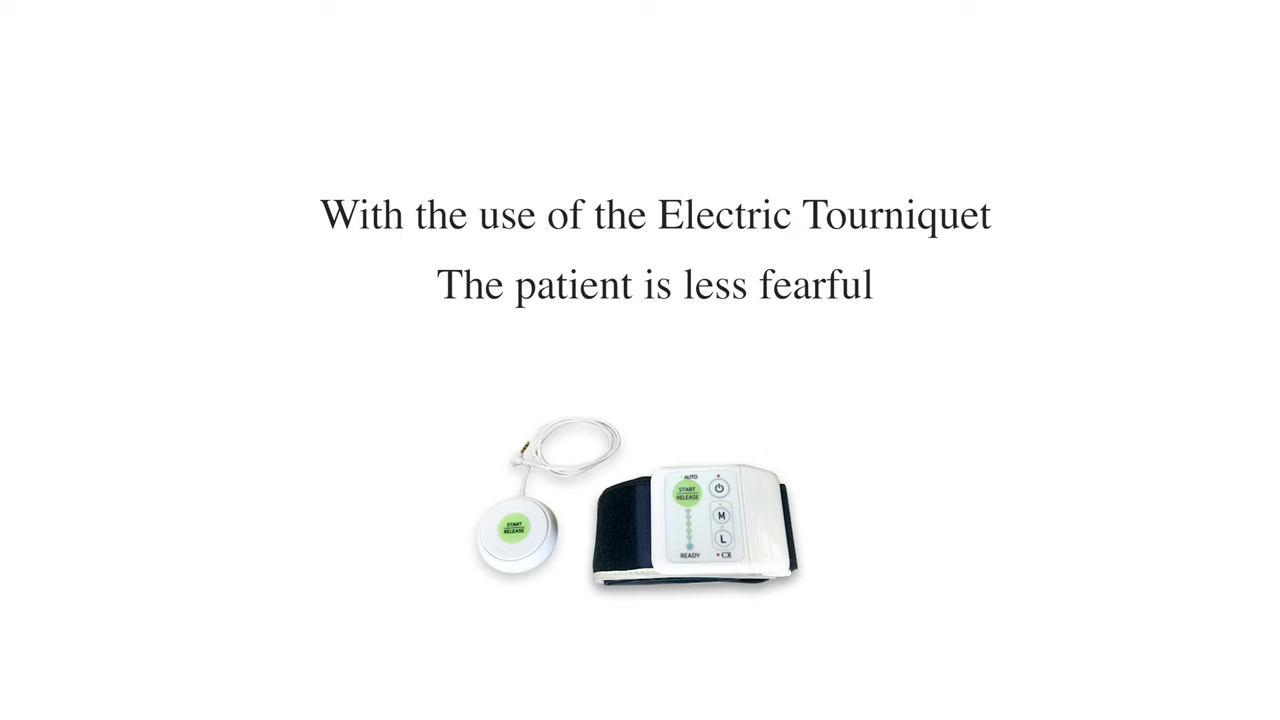 With the use of the Electric Tourniquet
The patient is less fearful
AUTO
START
RELEASE
M
L
READY
START
RELEASE